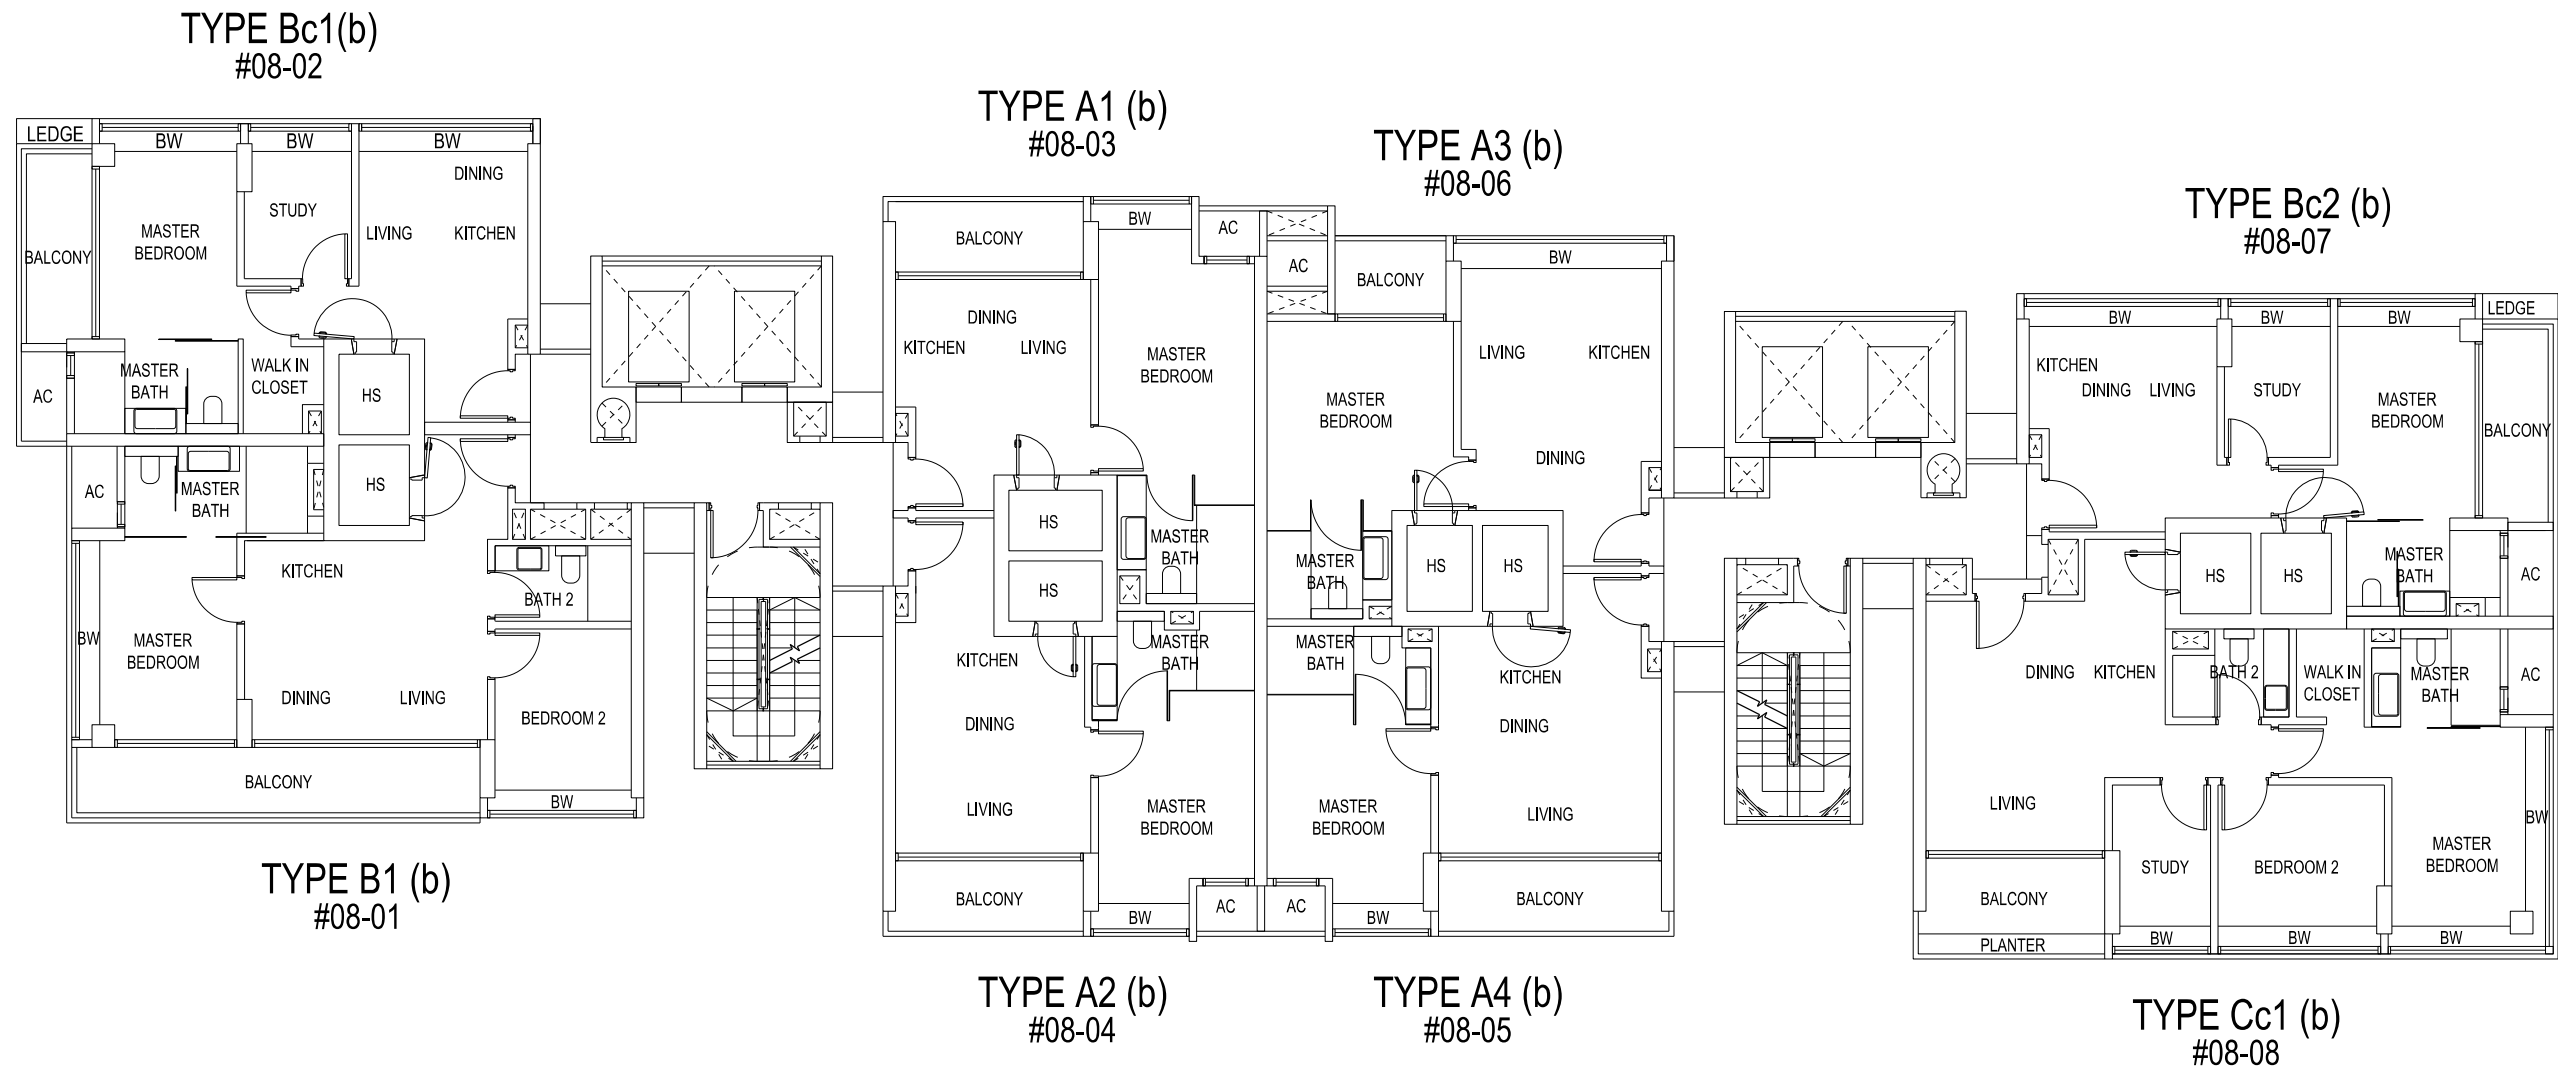 TYPE Bc1(b)
#08-02
LEDGE
BW
BW
BW
DINING
STUDY
MASTER
BEDROOM
LIVING
KITCHEN
BALCONY
MASTER
BATH
WALK IN
CLOSET
HS
AC
HS
AC
MASTER
BATH
KITCHEN
BATH 2
BW
MASTER
BEDROOM
DINING
LIVING
BEDROOM 2
BALCONY
BW
TYPE B1 (b)
#08-01
TYPE A1 (b)
#08-03
BALCONY
BW
AC
DINING
KITCHEN
LIVING
MASTER
BEDROOM
HS
MASTER
BATH
HS
MASTER
BATH
KITCHEN
DINING
LIVING
MASTER
BEDROOM
BALCONY
BW
AC
TYPE A2 (b)
#08-04
TYPE A3 (b)
#08-06
AC
BALCONY
BW
LIVING
KITCHEN
MASTER
BEDROOM
DINING
MASTER
BATH
HS
HS
MASTER
BATH
KITCHEN
DINING
MASTER
BEDROOM
LIVING
AC
BW
BALCONY
TYPE A4 (b)
#08-05
TYPE Bc2 (b)
#08-07
LEDGE
BW
BW
BW
KITCHEN
DINING
LIVING
STUDY
MASTER
BEDROOM
BALCONY
HS
HS
MASTER
BATH
AC
DINING
KITCHEN
BATH 2
WALK IN
CLOSET
MASTER
BATH
AC
LIVING
BW
STUDY
BEDROOM 2
MASTER
BEDROOM
BALCONY
PLANTER
BW
BW
BW
TYPE Cc1 (b)
#08-08